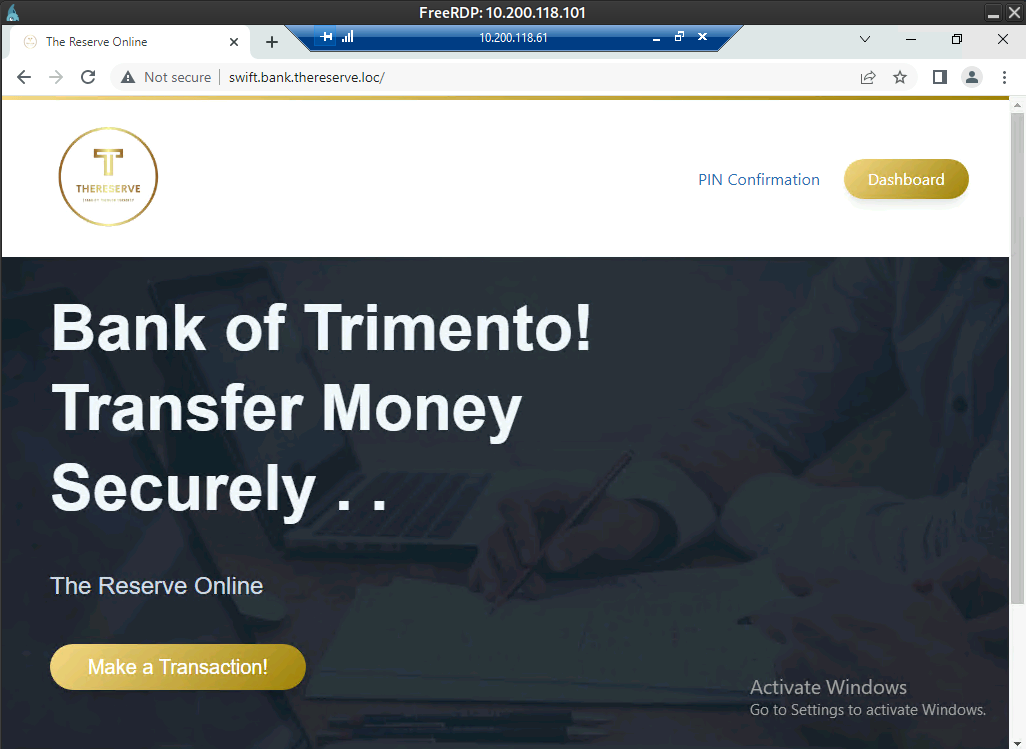 FreeRDP: 10.200.118.101
The Reserve Online
10.200.118.61
Not secure
swift.bank.thereserve.loc/
T
THERESERVE
PIN Confirmation
Dashboard
Bank of Trimento!
Transfer Money
Securely . .
The Reserve Online
Make a Transaction!
Activate Windows
Go to Settings to activate Windows.